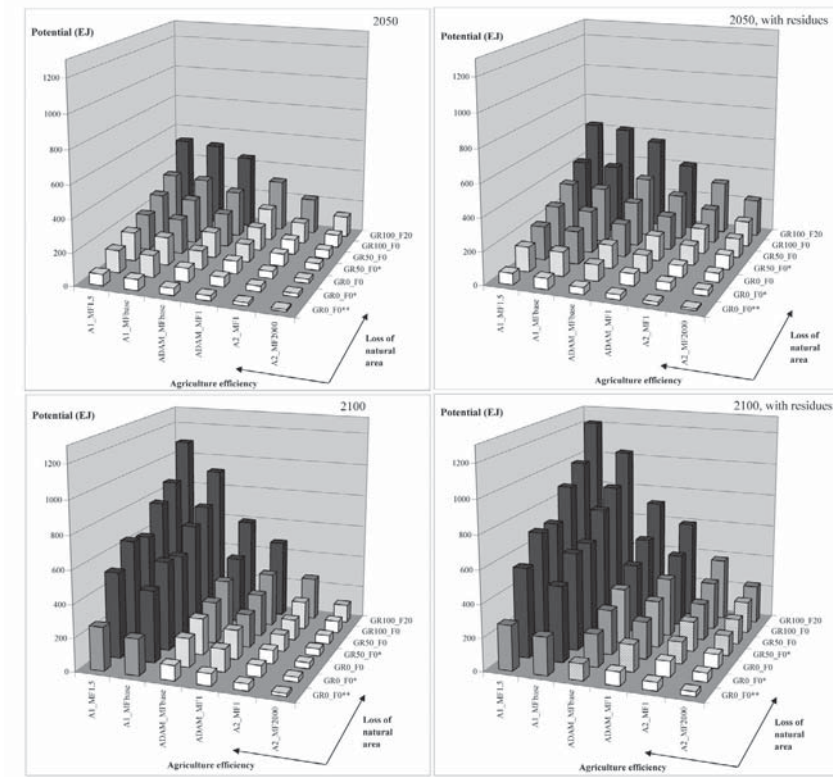 2050
Potential (EJ)
1200
1000
800
600
400
200
0
GR100_F20
GR100_F0
GR50_F0
GR50_F0*
GR0_F0
GR0_F0*
GR0_F0**
A1_MF1.5
A1_MFbase
ADAM_MFbase
ADAM_MF1
A2_MF1
A2_MF2000
Loss of
natural
area
Agriculture efficiency
2050, with residues
Potential (EJ)
1200
1000
800
600
400
200
0
GR100_F20
GR100_F0
GR50_F0
GR50_F0*
GR0_F0
GR0_F0*
GR0_F0**
A1_MF1.5
A1_MFbase
ADAM_MFbase
ADAM_MF1
A2_MF1
A2_MF2000
Loss of
natural
area
Agriculture efficiency
2100
Potential (EJ)
1200
1000
800
600
400
200
0
GR100_F20
GR100_F0
GR50_F0
GR50_F0*
GR0_F0
GR0_F0*
GR0_F0**
A1_MF1.5
A1_MFbase
ADAM_MFbase
ADAM_MF1
A2_MF1
A2_MF2000
Loss of
natural
area
Agriculture efficiency
2100, with residues
Potential (EJ)
1200
1000
800
600
400
200
0
GR100_F20
GR100_F0
GR50_F0
GR50_F0*
GR0_F0
GR0_F0*
GR0_F0**
A1_MF1.5
A1_MFbase
ADAM_MFbase
ADAM_MF1
A2_MF1
A2_MF2000
Loss of
natural
area
Agriculture efficiency